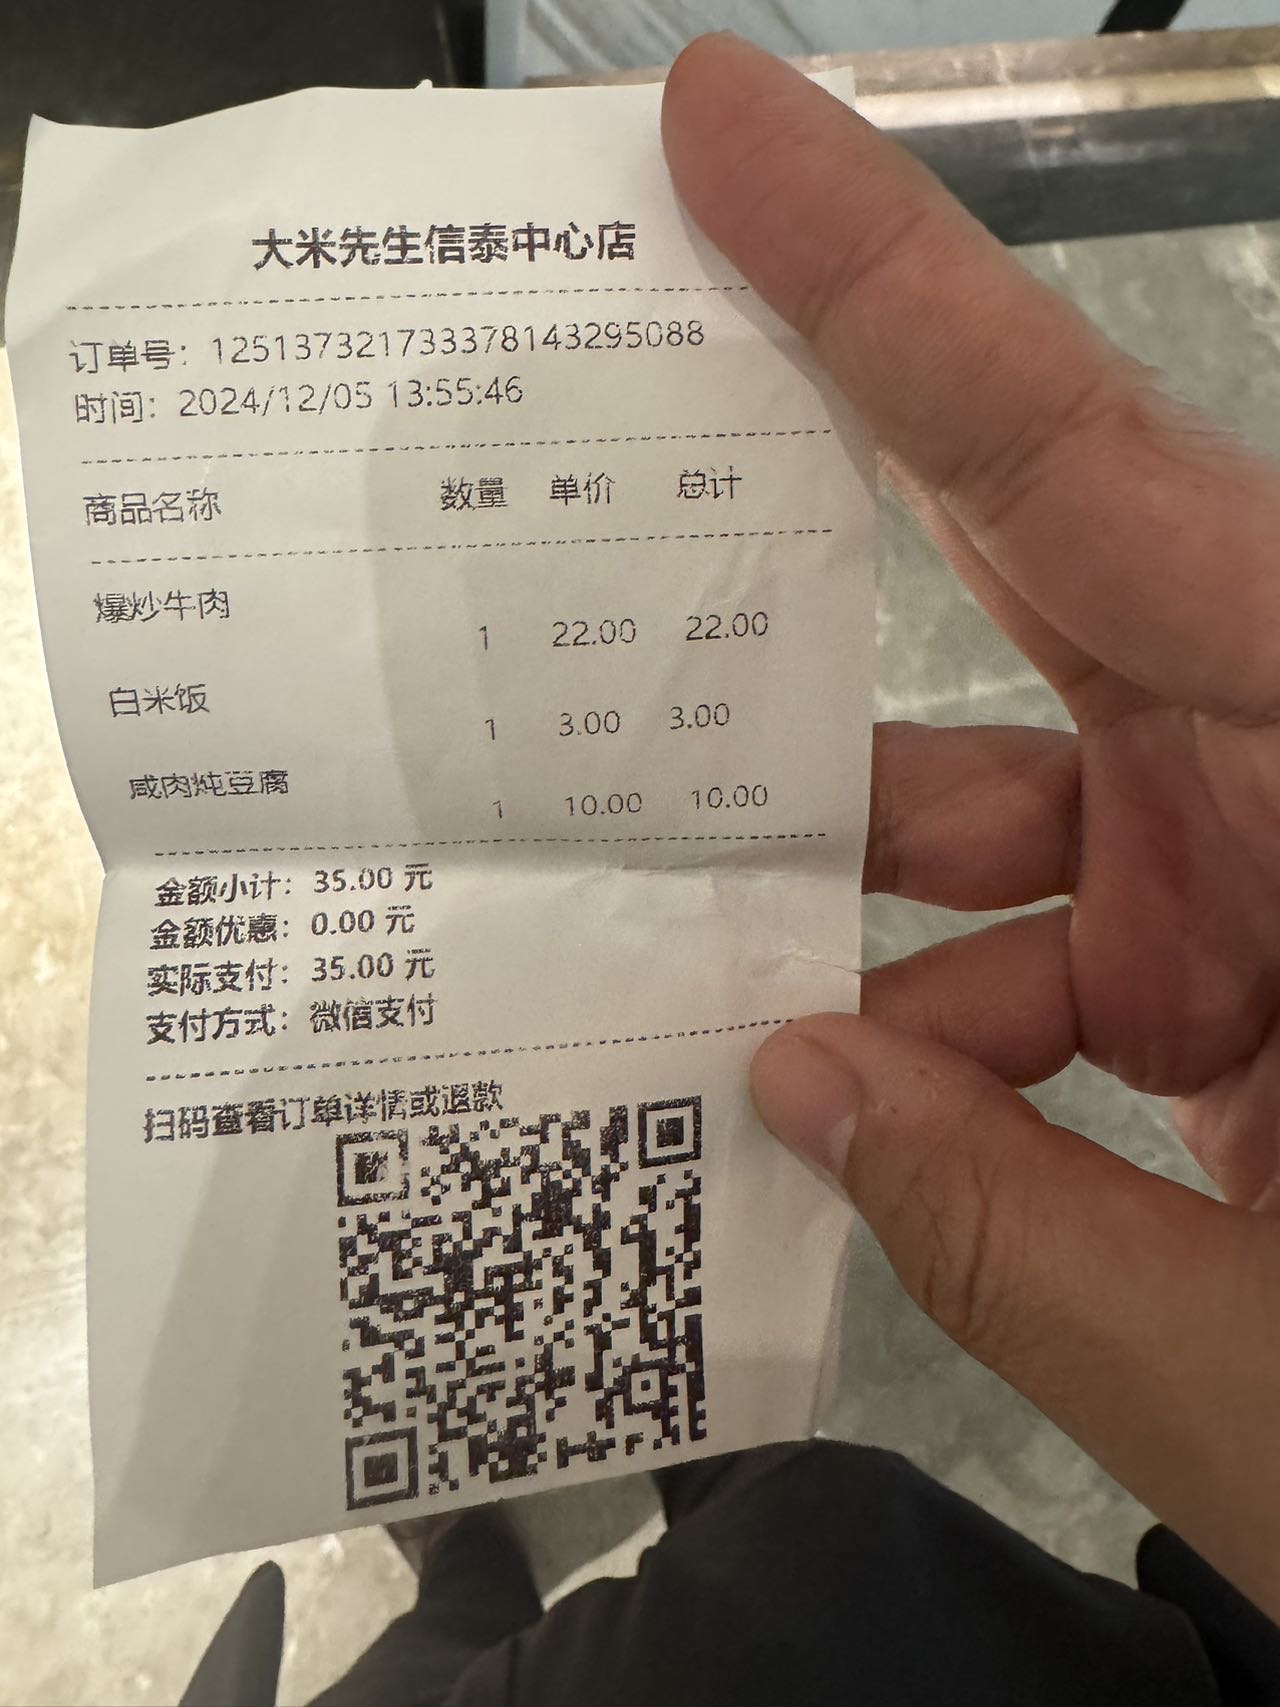 大米先生信泰中心店
订单号：1251373217333781432​95088
时间：2024/12/05 13:55:46
商品名称 数量 单价 总计
爆炒牛肉 1 22.00 22.00
白米饭 1 3.00 3.00
咸肉炖豆腐 1 10.00 10.00
金额小计：35.00 元
金额优惠：0.00 元
实际支付：35.00 元
支付方式：微信支付
扫码查看订单详情或退款